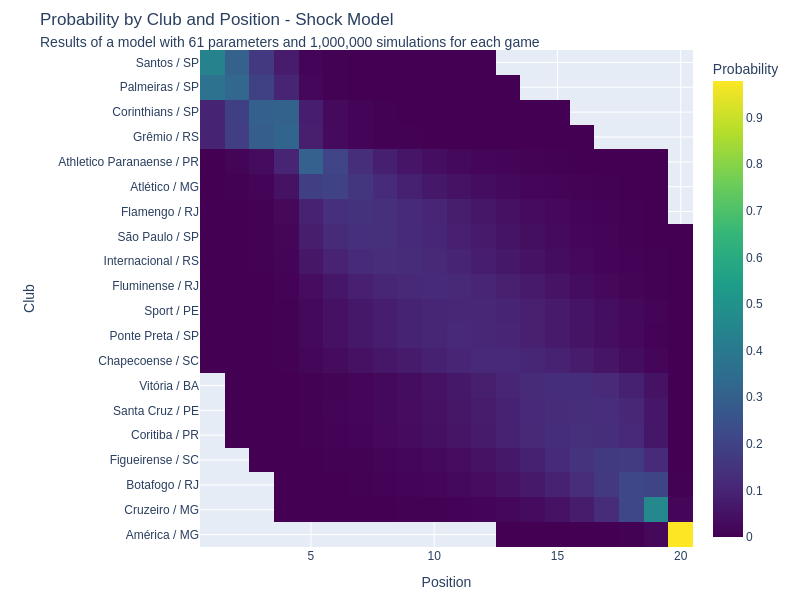 Probability by Club and Position - Shock Model
Results of a model with 61 parameters and 1,000,000 simulations for each game
Probability
Santos / SP
Palmeiras / SP
Corinthians / SP
Grêmio / RS
Athletico Paranaense / PR
Atlético / MG
Flamengo / RJ
São Paulo / SP
Internacional / RS
Fluminense / RJ
Sport / PE
Ponte Preta / SP
Chapecoense / SC
Vitória / BA
Santa Cruz / PE
Coritiba / PR
Figueirense / SC
Botafogo / RJ
Cruzeiro / MG
América / MG
Club
5
10
15
20
Position
0.9
0.8
0.7
0.6
0.5
0.4
0.3
0.2
0.1
0